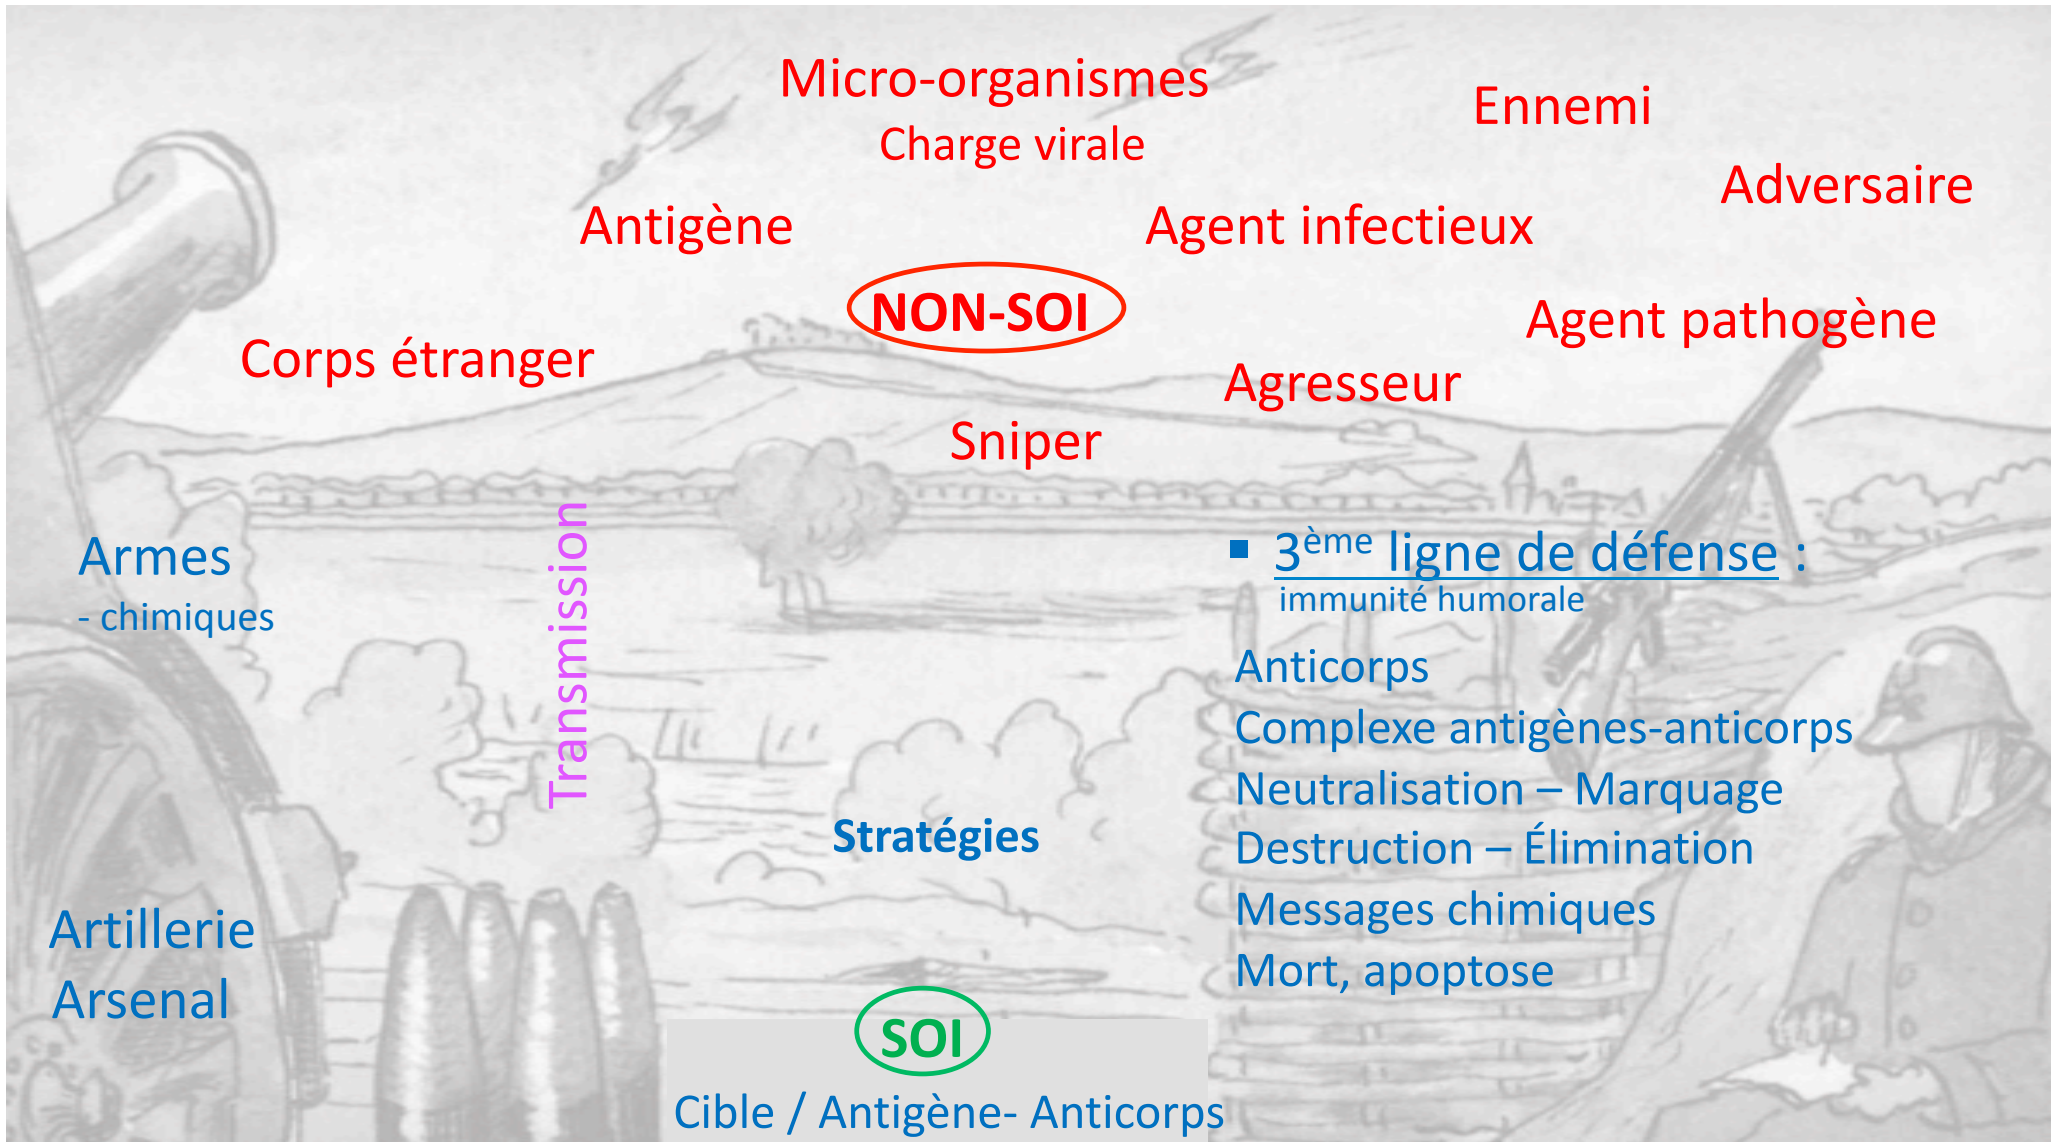 Micro-organismes
Charge virale
Ennemi
Adversaire
Antigène
Agent infectieux
NON-SOI
Agent pathogène
Corps étranger
Agresseur
Sniper
Armes
- chimiques
Transmission
▪ 3ème ligne de défense :
immunité humorale
Anticorps
Complexe antigènes-anticorps
Neutralisation – Marquage
Destruction – Élimination
Messages chimiques
Mort, apoptose
Stratégies
Artillerie
Arsenal
SOI
Cible / Antigène- Anticorps